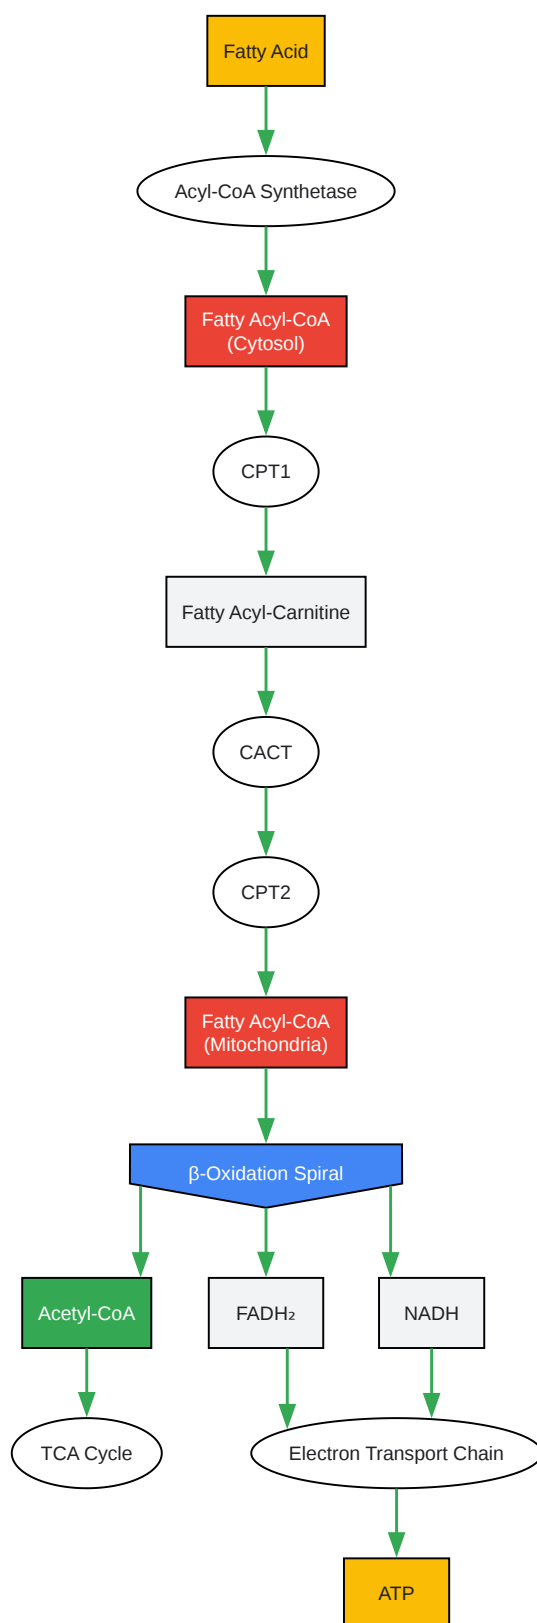 Fatty Acid
Acyl-CoA Synthetase
Fatty Acyl-CoA
(Cytosol)
CPT1
Fatty Acyl-Carnitine
CACT
CPT2
Fatty Acyl-CoA
(Mitochondria)
β-Oxidation Spiral
Acetyl-CoA
FADH₂
NADH
TCA Cycle
Electron Transport Chain
ATP